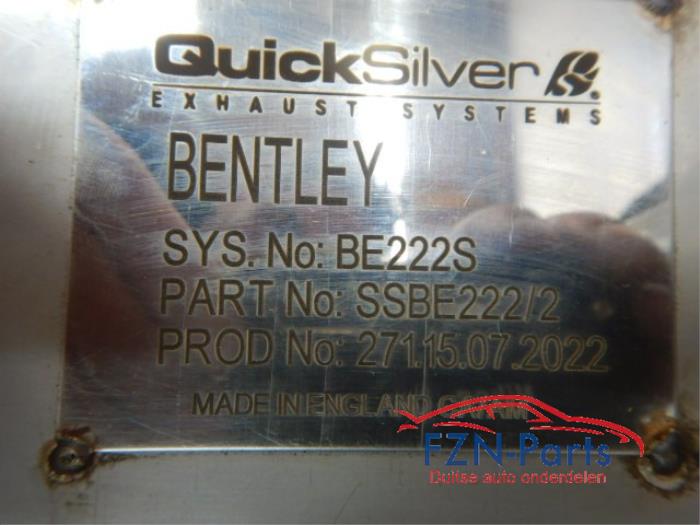 QuickSilver
EXHAUST SYSTEMS
BENTLEY
SYS. No: BE222S
PART No: SSBE222/2
PROD No: 271.15.07.2022
MADE IN ENGLAND
FZN-Parts
Duitse auto onderdelen